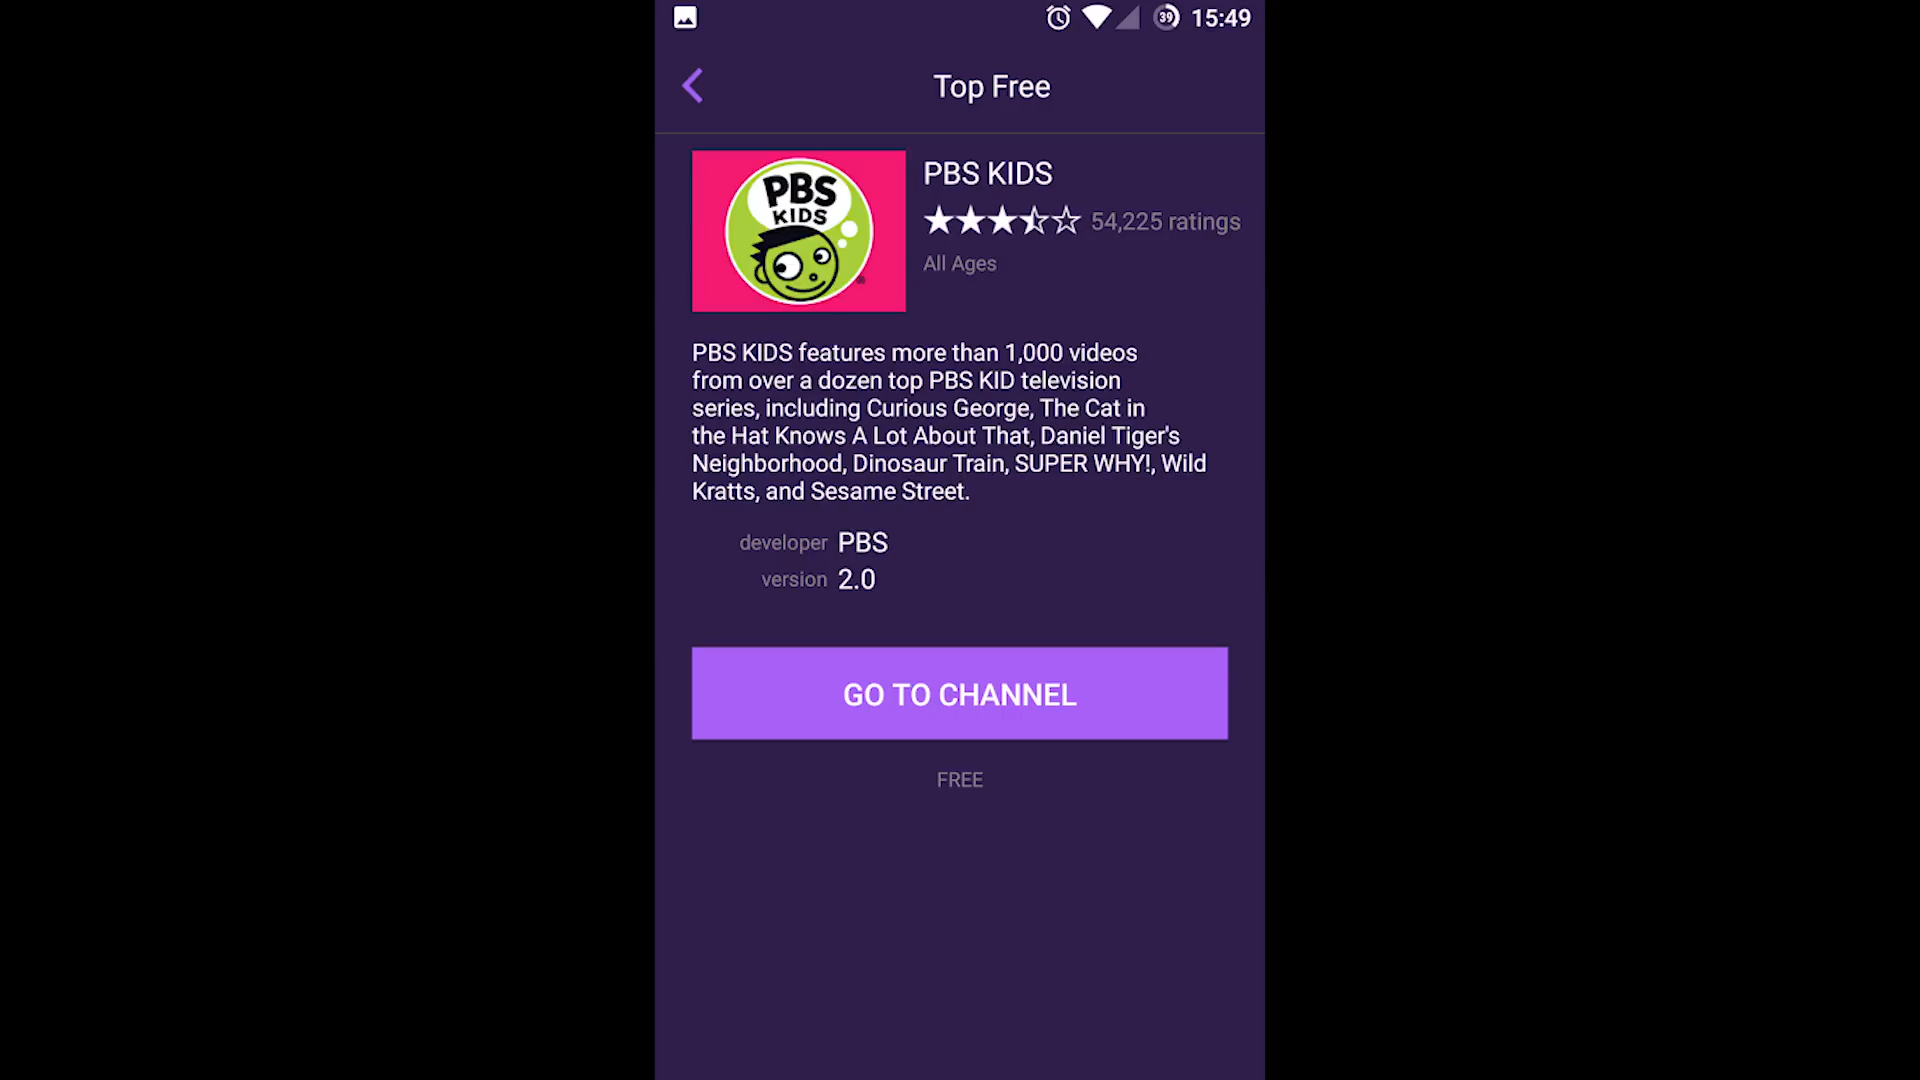 39 15:49
Top Free
PBS
KIDS
PBS KIDS
54,225 ratings
All Ages
PBS KIDS features more than 1,000 videos
from over a dozen top PBS KID television
series, including Curious George, The Cat in
the Hat Knows A Lot About That, Daniel Tiger's
Neighborhood, Dinosaur Train, SUPER WHY!, Wild
Kratts, and Sesame Street.
developer PBS
version 2.0
GO TO CHANNEL
FREE